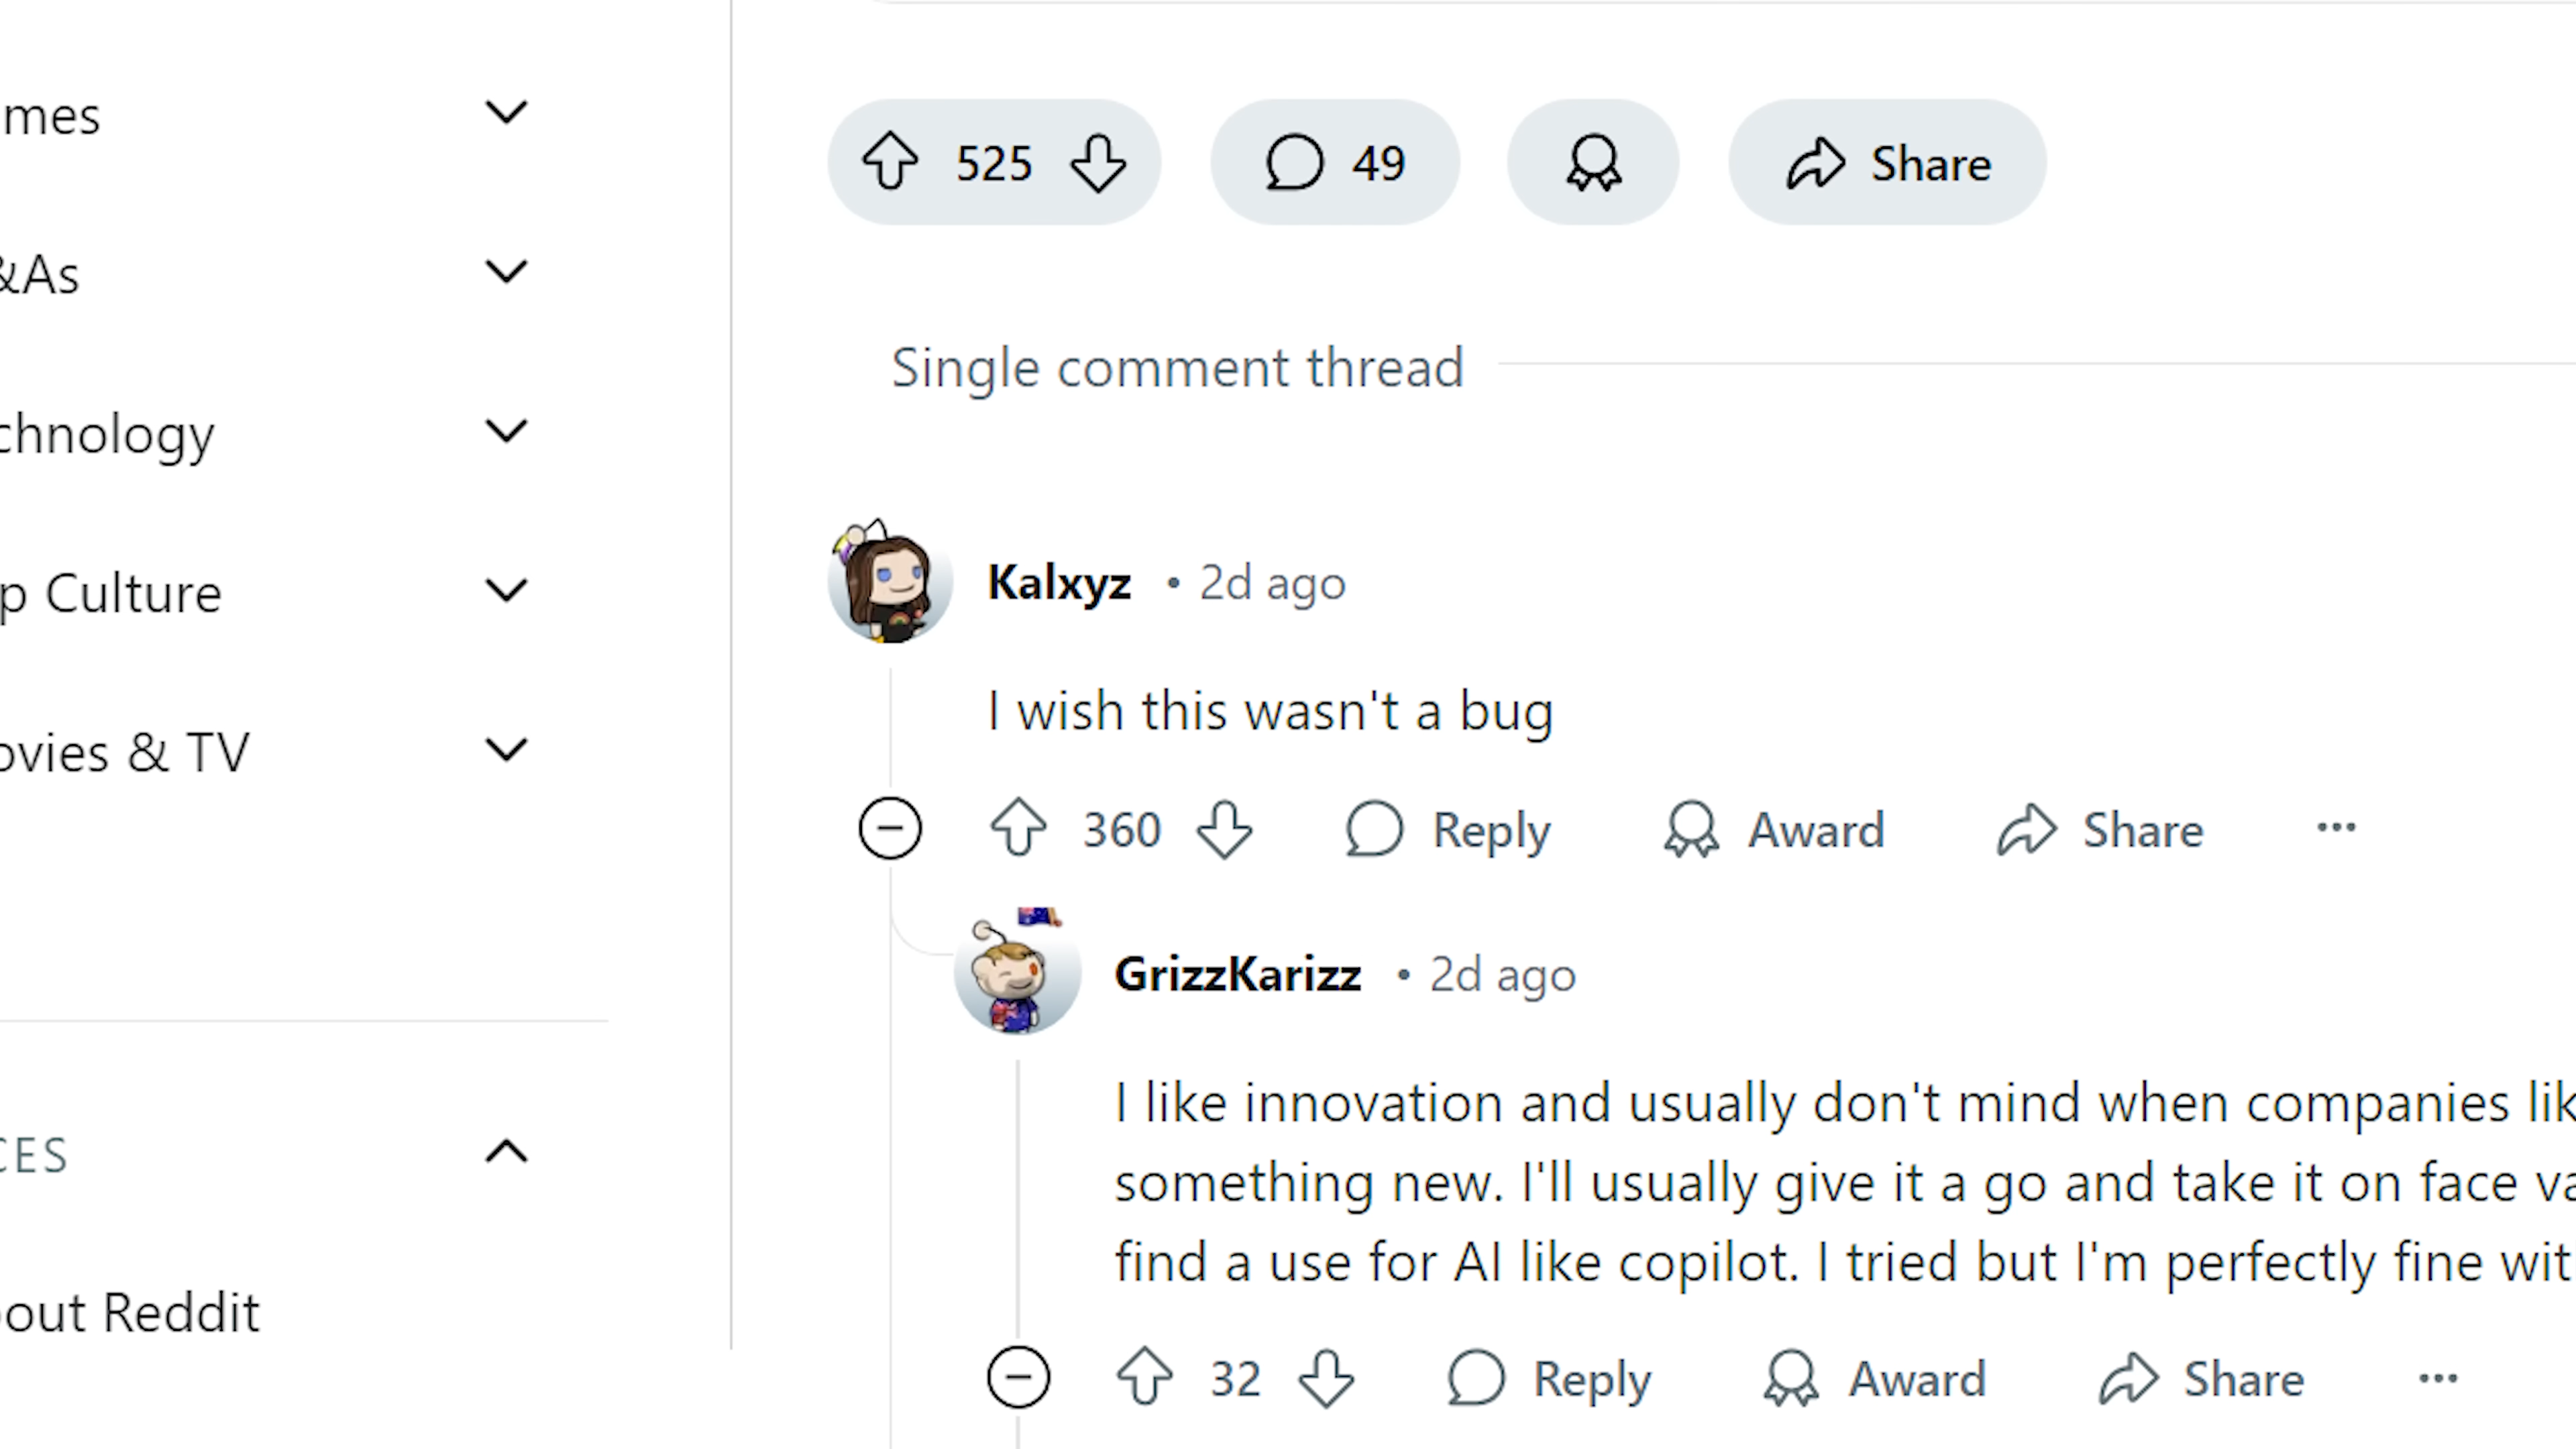 mes
&As
chnology
p Culture
ovies & TV
CES
out Reddit
525
49
Share
Single comment thread
Kalxyz • 2d ago
I wish this wasn't a bug
360
Reply
Award
Share
GrizzKarizz • 2d ago
I like innovation and usually don't mind when companies lik
something new. I'll usually give it a go and take it on face va
find a use for AI like copilot. I tried but I'm perfectly fine wit
32
Reply
Award
Share